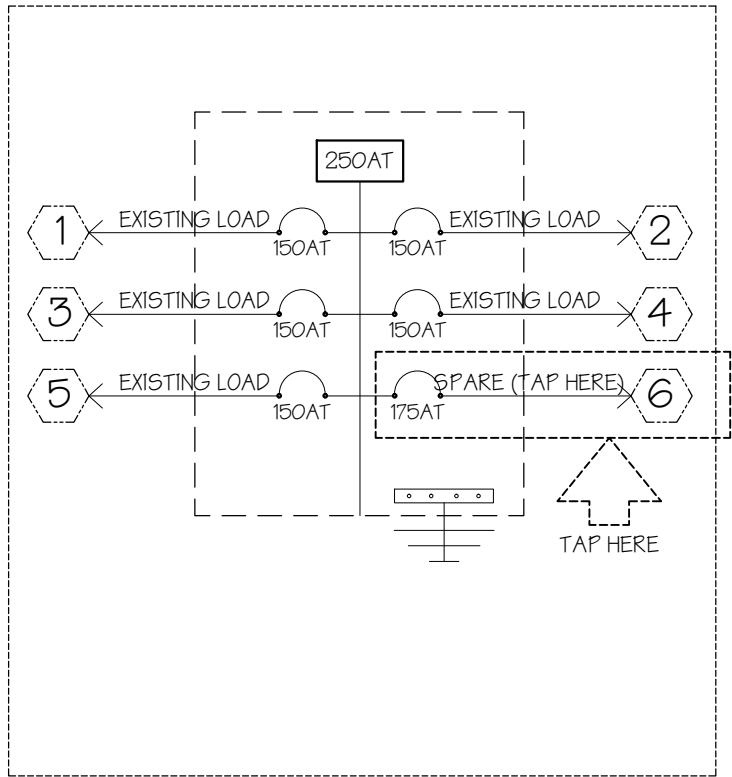 250AT
1 EXISTING LOAD EXISTING LOAD 2
150AT 150AT
3 EXISTING LOAD EXISTING LOAD 4
150AT 150AT
5 EXISTING LOAD SPARE (TAP HERE) 6
150AT 175AT
TAP HERE